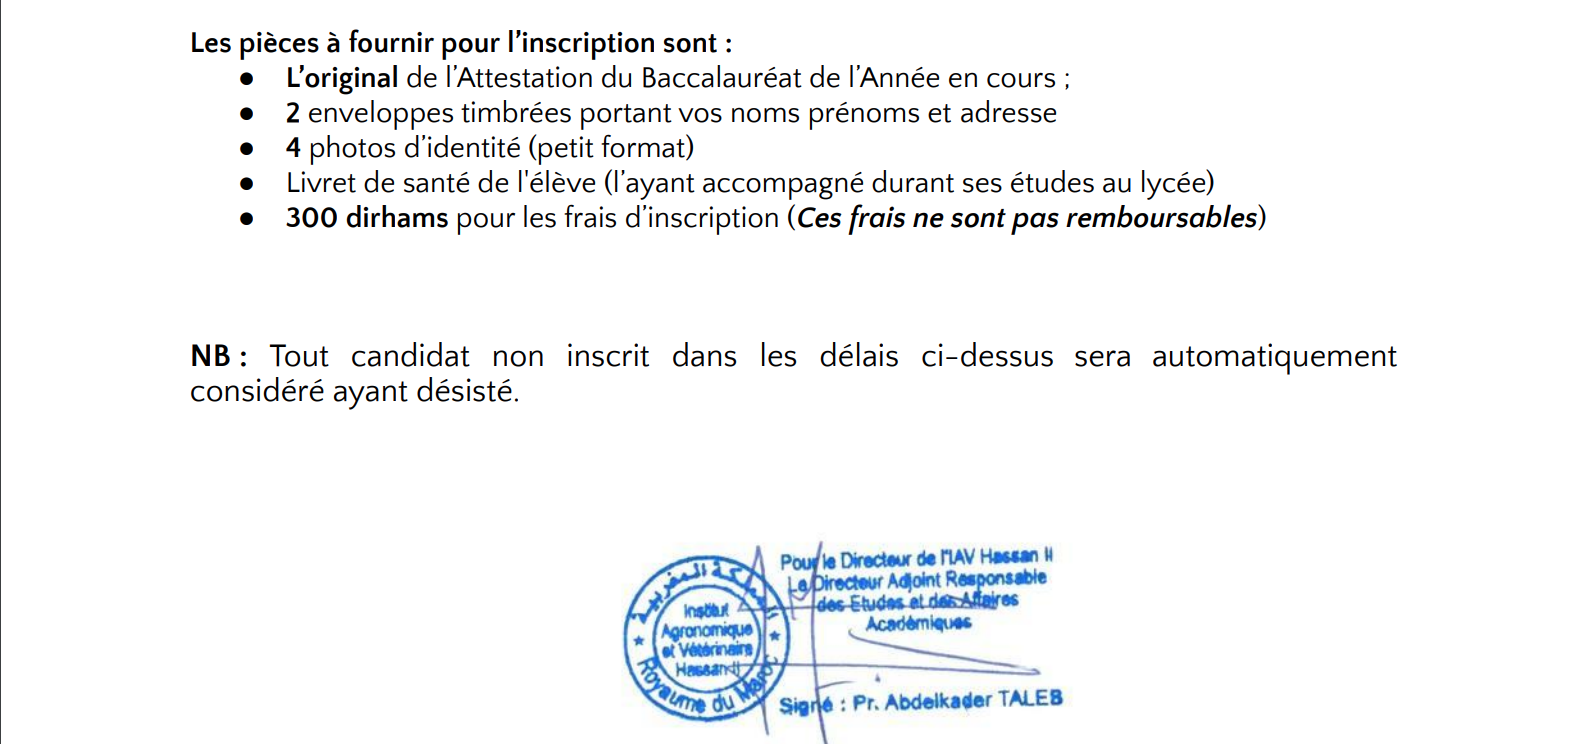 Les pièces à fournir pour l’inscription sont :
● L’original de l’Attestation du Baccalauréat de l’Année en cours ;
● 2 enveloppes timbrées portant vos noms prénoms et adresse
● 4 photos d’identité (petit format)
● Livret de santé de l'élève (l’ayant accompagné durant ses études au lycée)
● 300 dirhams pour les frais d’inscription (Ces frais ne sont pas remboursables)
NB : Tout candidat non inscrit dans les délais ci-dessus sera automatiquement
considéré ayant désisté.
المملكة المغربية
Institut
Agronomique
et Vétérinaire
Hassan II
Royaume du Maroc
Pour le Directeur de l'IAV Hassan II
Le Directeur Adjoint Responsable
des Etudes et des Affaires
Académiques
Signé : Pr. Abdelkader TALEB